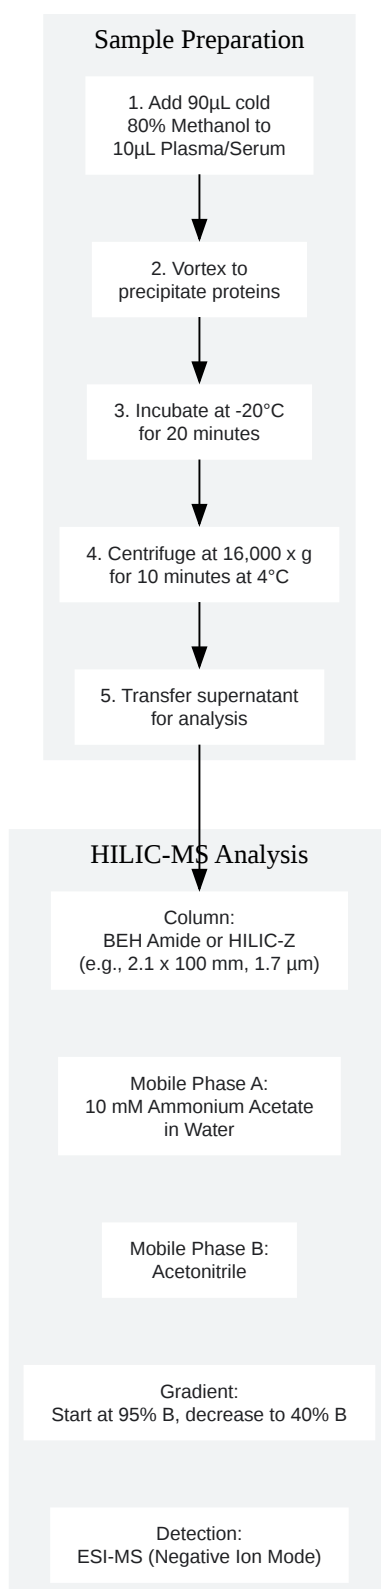 Sample Preparation
1. Add 90µL cold
80% Methanol to
10µL Plasma/Serum
2. Vortex to
precipitate proteins
3. Incubate at -20°C
for 20 minutes
4. Centrifuge at 16,000 x g
for 10 minutes at 4°C
5. Transfer supernatant
for analysis
HILIC-MS Analysis
Column:
BEH Amide or HILIC-Z
(e.g., 2.1 x 100 mm, 1.7 µm)
Mobile Phase A:
10 mM Ammonium Acetate
in Water
Mobile Phase B:
Acetonitrile
Gradient:
Start at 95% B, decrease to 40% B
Detection:
ESI-MS (Negative Ion Mode)